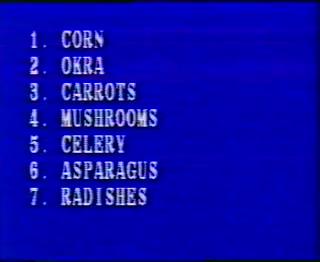 1. CORN
2. OKRA
3. CARROTS
4. MUSHROOMS
5. CELERY
6. ASPARAGUS
7. RADISHES